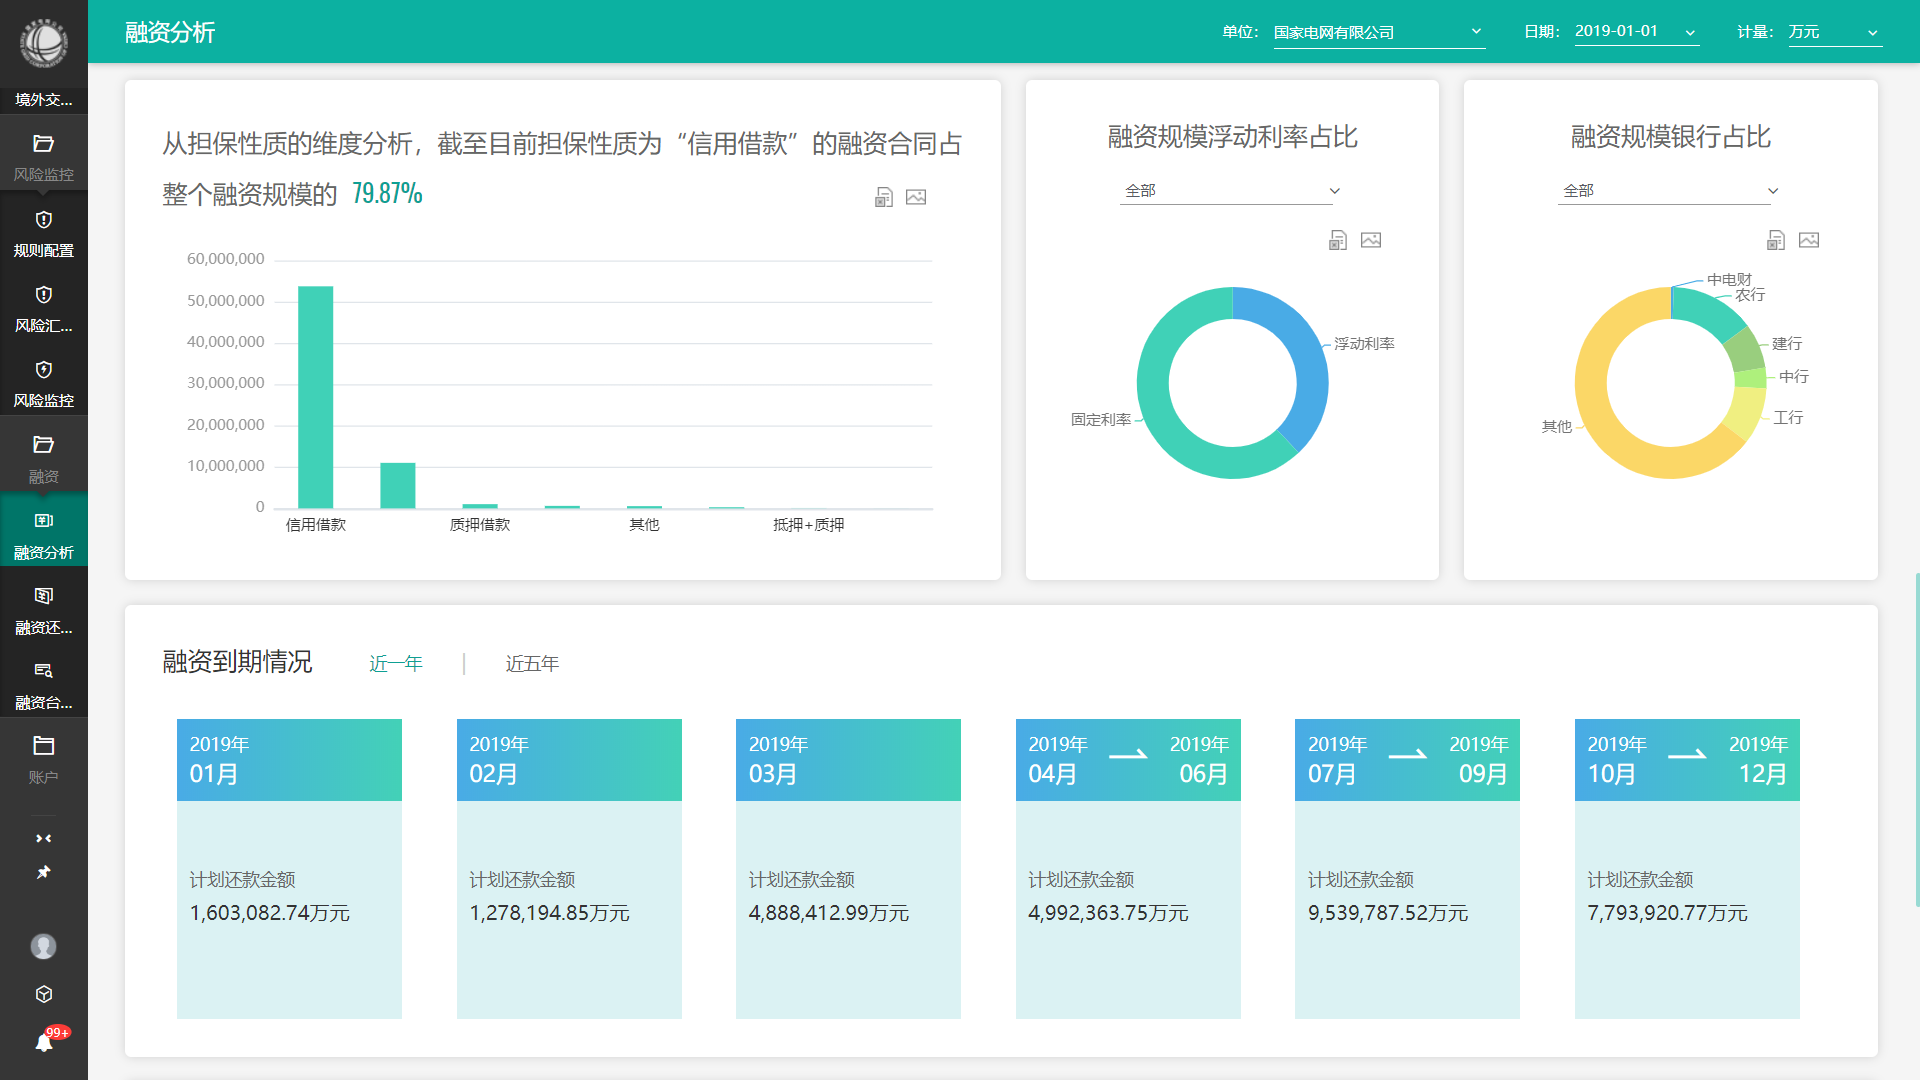 融资分析
单位:
国家电网有限公司
日期:
2019-01-01
计量:
万元
境外交...
风险监控
规则配置
风险汇...
风险监控
融资
融资分析
融资还...
融资台...
账户
99+
从担保性质的维度分析，截至目前担保性质为“信用借款”的融资合同占
整个融资规模的 79.87%
60,000,000
50,000,000
40,000,000
30,000,000
20,000,000
10,000,000
0
信用借款
质押借款
其他
抵押+质押
融资规模浮动利率占比
全部
浮动利率
固定利率
融资规模银行占比
全部
中电财
农行
建行
中行
工行
其他
融资到期情况
近一年 | 近五年
2019年
01月
计划还款金额
1,603,082.74万元
2019年
02月
计划还款金额
1,278,194.85万元
2019年
03月
计划还款金额
4,888,412.99万元
2019年 2019年
04月 06月
计划还款金额
4,992,363.75万元
2019年 2019年
07月 09月
计划还款金额
9,539,787.52万元
2019年 2019年
10月 12月
计划还款金额
7,793,920.77万元